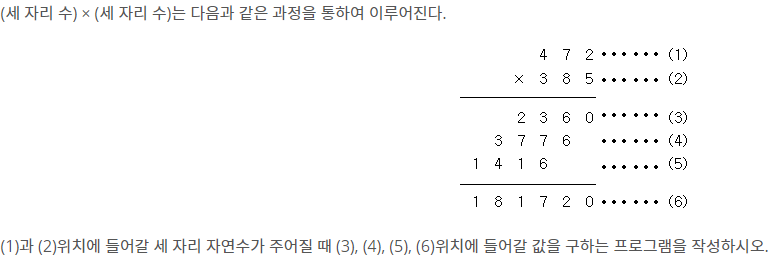 (세 자리 수) × (세 자리 수)는 다음과 같은 과정을 통하여 이루어진다.
4 7 2 •••••• (1)
× 3 8 5 •••••• (2)
2 3 6 0 •••••• (3)
3 7 7 6 •••••• (4)
1 4 1 6 •••••• (5)
1 8 1 7 2 0 •••••• (6)
(1)과 (2)위치에 들어갈 세 자리 자연수가 주어질 때 (3), (4), (5), (6)위치에 들어갈 값을 구하는 프로그램을 작성하시오.